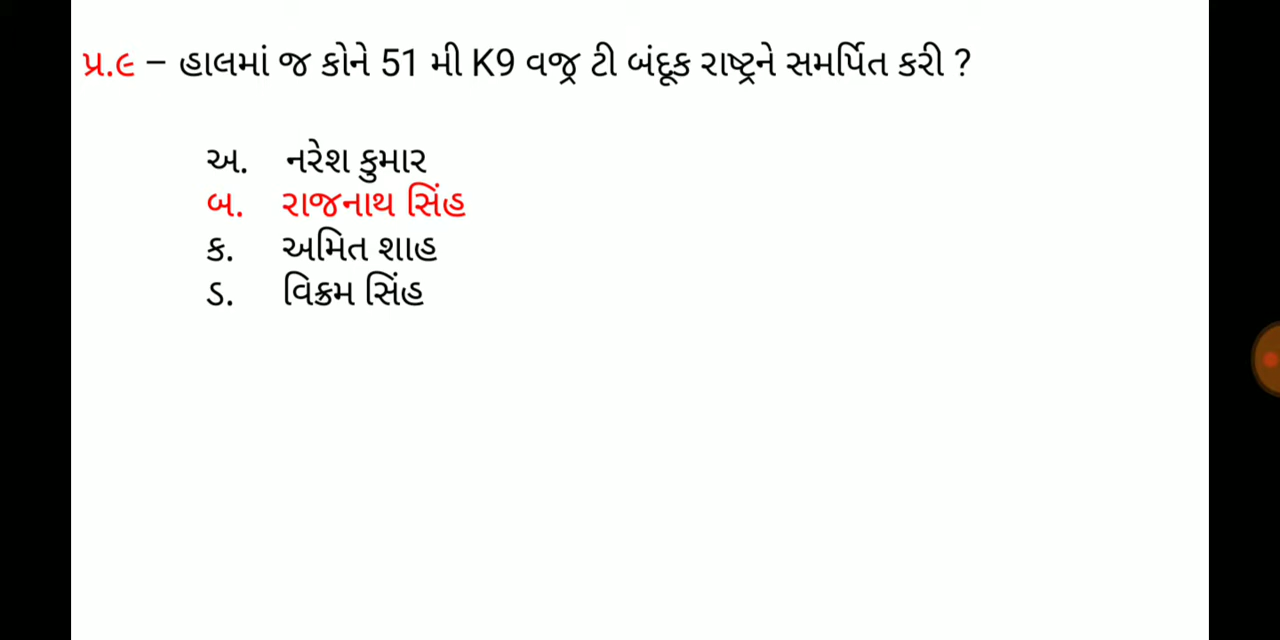 પ્ર.૯ – હાલમાં જ કોને 51 મી K9 વજ્ર ટી બંદૂક રાષ્ટ્રને સમર્પિત કરી ?
અ. નરેશ કુમાર
બ. રાજનાથ સિંહ
ક. અમિત શાહ
ડ. વિક્રમ સિંહ